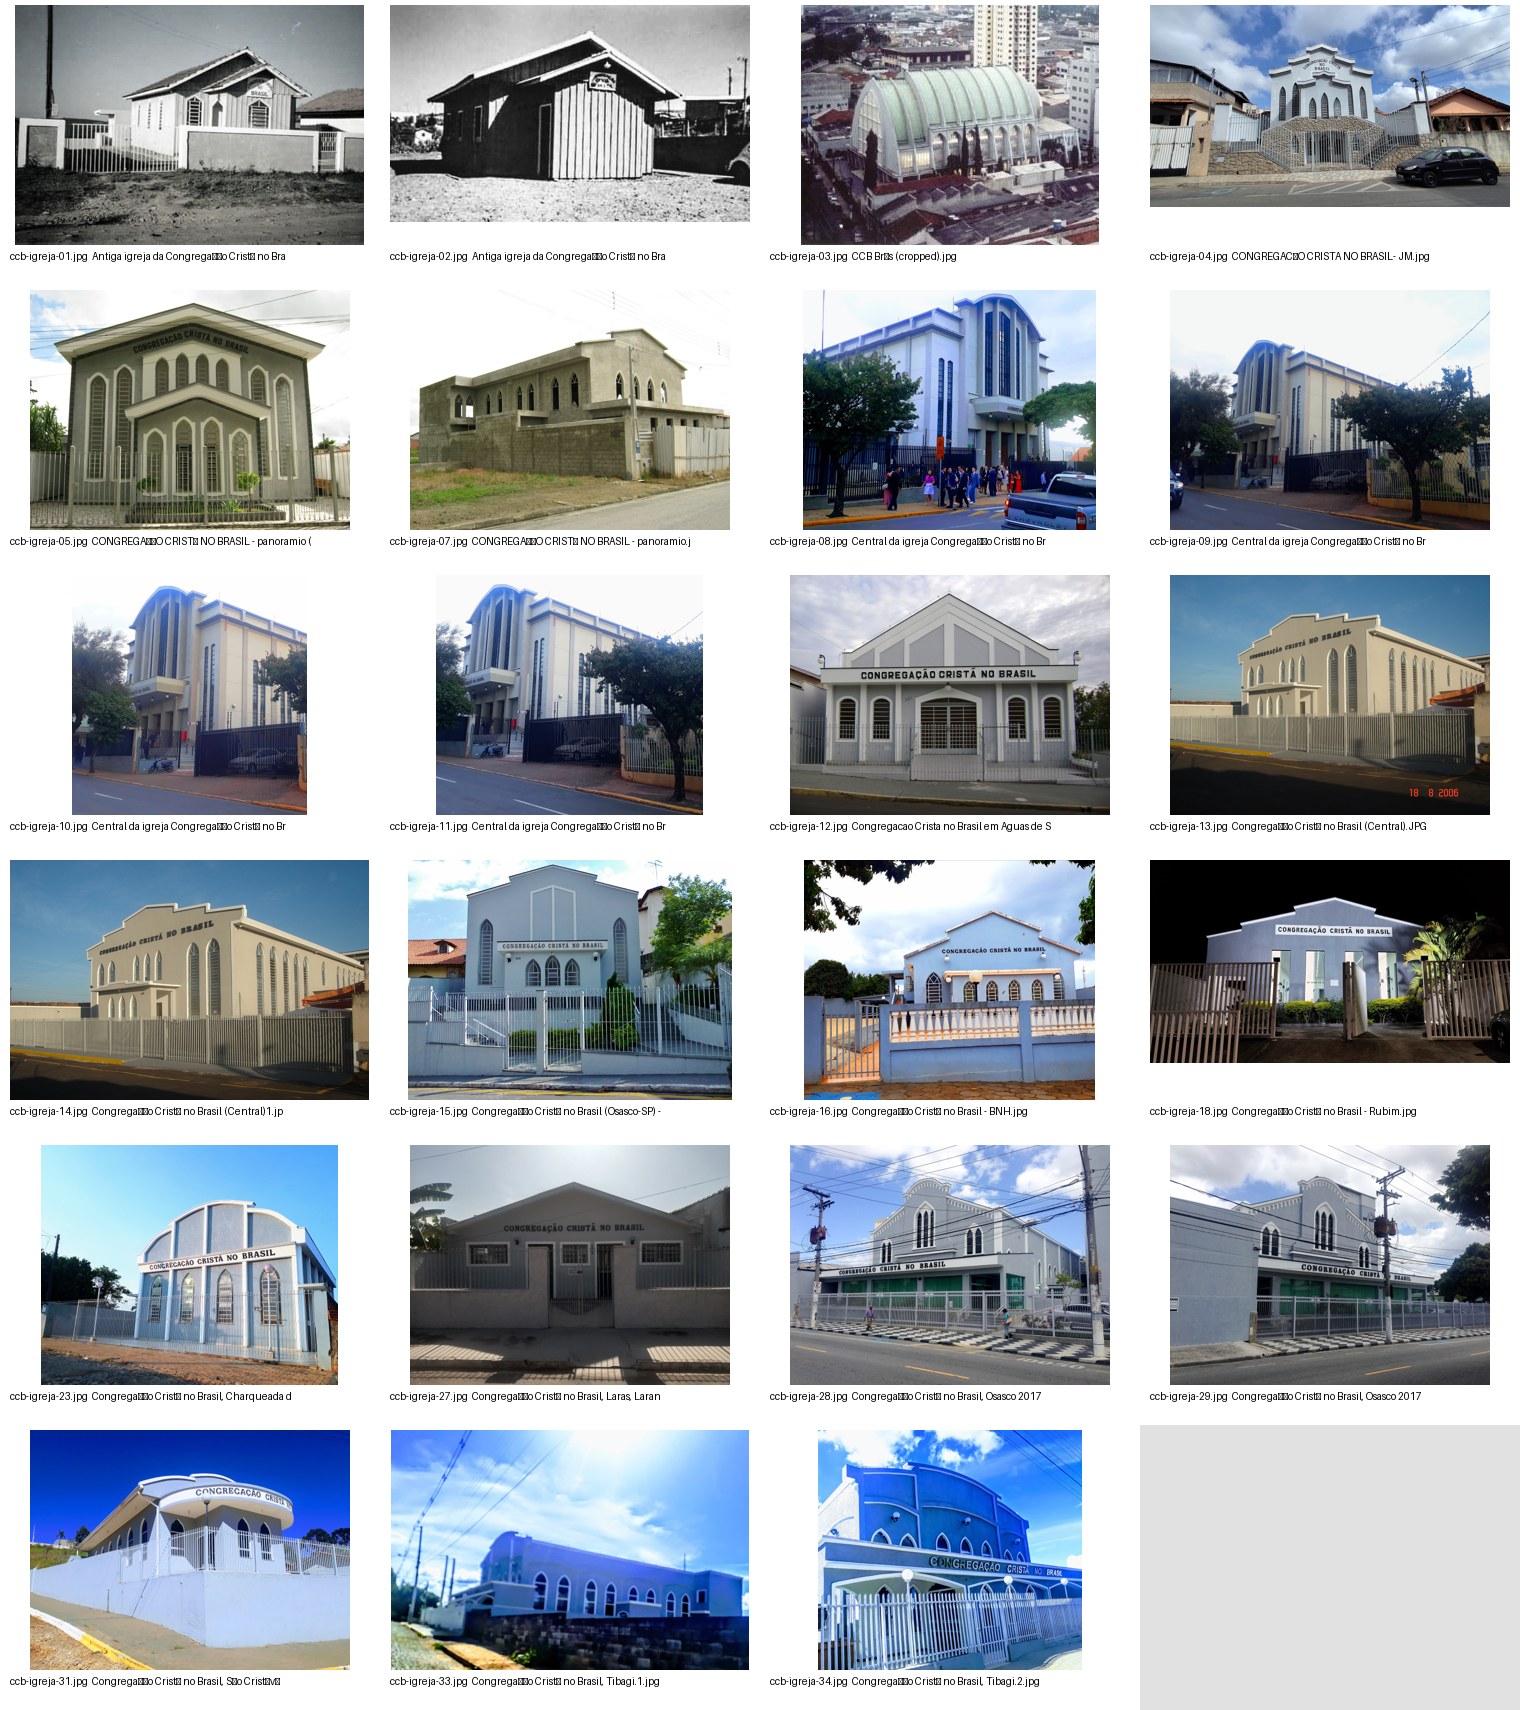 BRASIL
ccb-igreja-01.jpg Antiga igreja da Congrega��o Crist� no Bra
ccb-igreja-02.jpg Antiga igreja da Congrega��o Crist� no Bra
ccb-igreja-03.jpg CCB Br�s (cropped).jpg
CONGREGAÇÃO CRISTÃ
NO
BRASIL
ccb-igreja-04.jpg CONGREGAC�O CRISTA NO BRASIL- JM.jpg
CONGREGAÇÃO CRISTÃ NO BRASIL
ccb-igreja-05.jpg CONGREGA��O CRIST� NO BRASIL - panoramio (
ccb-igreja-07.jpg CONGREGA��O CRIST� NO BRASIL - panoramio.j
ccb-igreja-08.jpg Central da igreja Congrega��o Crist� no Br
ccb-igreja-09.jpg Central da igreja Congrega��o Crist� no Br
ccb-igreja-10.jpg Central da igreja Congrega��o Crist� no Br
ccb-igreja-11.jpg Central da igreja Congrega��o Crist� no Br
CONGREGAÇÃO CRISTÃ NO BRASIL
ccb-igreja-12.jpg Congregacao Crista no Brasil em Aguas de S
CONGREGAÇÃO CRISTÃ NO BRASIL
18 8 2006
ccb-igreja-13.jpg Congrega��o Crist� no Brasil (Central).JPG
CONGREGAÇÃO CRISTÃ NO BRASIL
ccb-igreja-14.jpg Congrega��o Crist� no Brasil (Central)1.jp
CONGREGAÇÃO CRISTÃ NO BRASIL
ccb-igreja-15.jpg Congrega��o Crist� no Brasil (Osasco-SP) -
CONGREGAÇÃO CRISTÃ NO BRASIL
ccb-igreja-16.jpg Congrega��o Crist� no Brasil - BNH.jpg
CONGREGAÇÃO CRISTÃ NO BRASIL
ccb-igreja-18.jpg Congrega��o Crist� no Brasil - Rubim.jpg
CONGREGAÇÃO CRISTÃ NO BRASIL
ccb-igreja-23.jpg Congrega��o Crist� no Brasil, Charqueada d
CONGREGAÇÃO CRISTÃ NO BRASIL
ccb-igreja-27.jpg Congrega��o Crist� no Brasil, Laras, Laran
CONGREGAÇÃO CRISTÃ NO BRASIL
ccb-igreja-28.jpg Congrega��o Crist� no Brasil, Osasco 2017
CONGREGAÇÃO CRISTÃ NO BRASIL
ccb-igreja-29.jpg Congrega��o Crist� no Brasil, Osasco 2017
CONGREGAÇÃO CRISTÃ N
ccb-igreja-31.jpg Congrega��o Crist� no Brasil, S�o Crist�v�
ccb-igreja-33.jpg Congrega��o Crist� no Brasil, Tibagi.1.jpg
CONGREGAÇÃO CRISTÃ NO BRASIL
ccb-igreja-34.jpg Congrega��o Crist� no Brasil, Tibagi.2.jpg